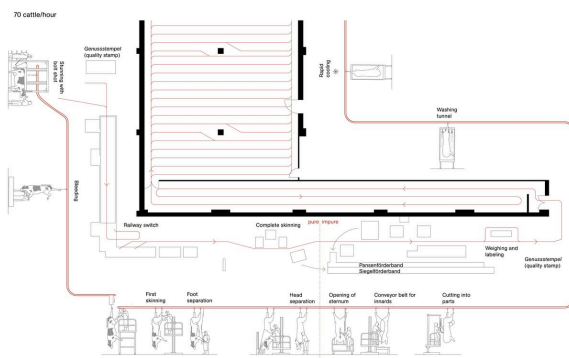 70 cattle/hour
Genussstempel
(quality stamp)
Stunning with
bolt shot
Rapid
cooling
Washing
tunnel
Bleeding
Railway switch
Complete skinning
pure impure
Weighing and
labeling
Genussstempel
(quality stamp)
Pansenförderband
Siegelförderband
First
skinning
Foot
separation
Head
separation
Opening of
sternum
Conveyor belt for
innards
Cutting into
parts